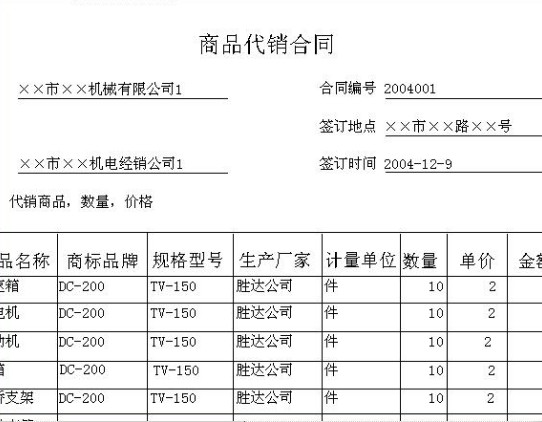 商品代销合同
××市××机械有限公司1 合同编号 2004001
签订地点 ××市××路××号
××市××机电经销公司1 签订时间 2004-12-9
代销商品，数量，价格
品名称 商标品牌 规格型号 生产厂家 计量单位 数量 单价 金
箱 DC-200 TV-150 胜达公司 件 10 2
机 DC-200 TV-150 胜达公司 件 10 2
机 DC-200 TV-150 胜达公司 件 10 2
DC-200 TV-150 胜达公司 件 10 2
支架 DC-200 TV-150 胜达公司 件 10 2